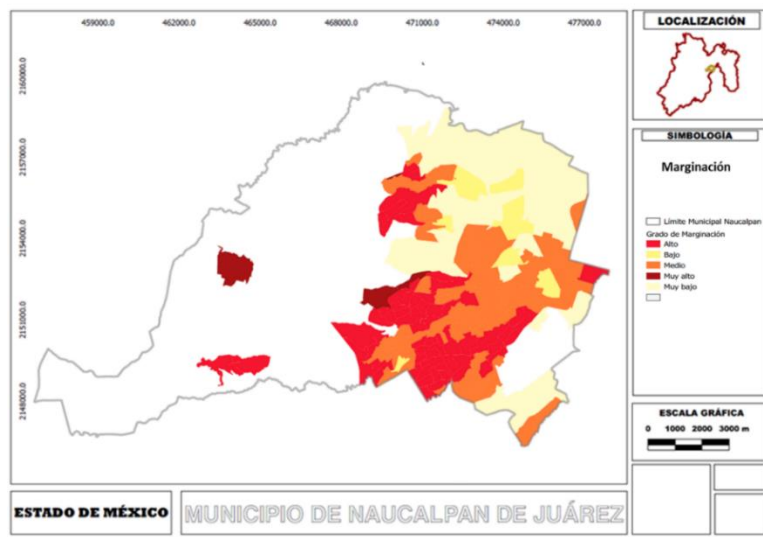 459000.0 462000.0 465000.0 468000.0 471000.0 474000.0 477000.0
2160000.0
2157000.0
2154000.0
2151000.0
2148000.0
LOCALIZACIÓN
SIMBOLOGÍA
Marginación
Límite Municipal Naucalpan
Grado de Marginación
Alto
Bajo
Medio
Muy alto
Muy bajo
ESCALA GRÁFICA
0 1000 2000 3000 m
ESTADO DE MÉXICO
MUNICIPIO DE NAUCALPAN DE JUÁREZ